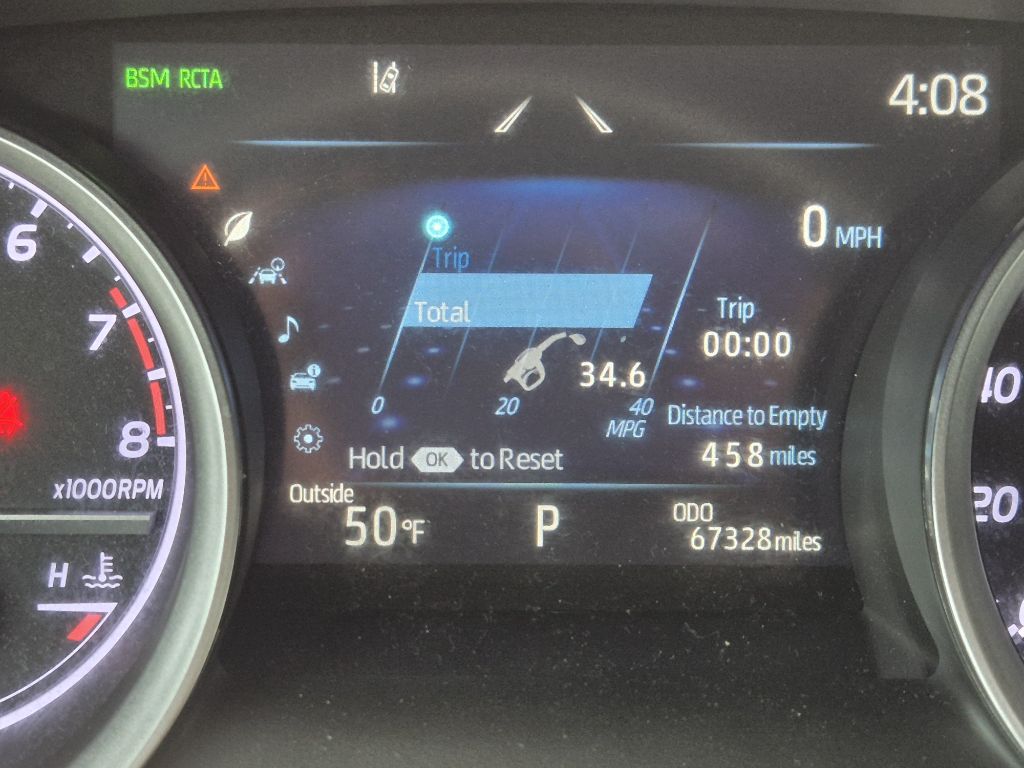 BSM RCTA
4:08
0 MPH
6
7
8
x1000RPM
H
Trip
Total
34.6
0 20 40
MPG
Hold OK to Reset
Trip
00:00
Distance to Empty
458 miles
Outside
50°F
P
ODO
67328 miles
40
20